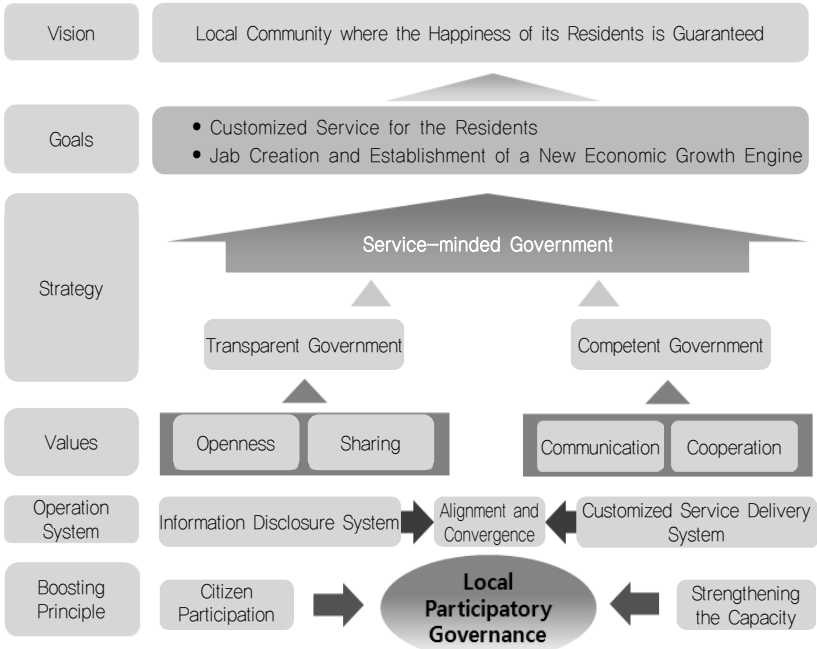 Vision
Local Community where the Happiness of its Residents is Guaranteed
Goals
• Customized Service for the Residents
• Jab Creation and Establishment of a New Economic Growth Engine
Strategy
Service-minded Government
Transparent Government
Competent Government
Values
Openness
Sharing
Communication
Cooperation
Operation
System
Information Disclosure System
Alignment and
Convergence
Customized Service Delivery
System
Boosting
Principle
Citizen
Participation
Local
Participatory
Governance
Strengthening
the Capacity